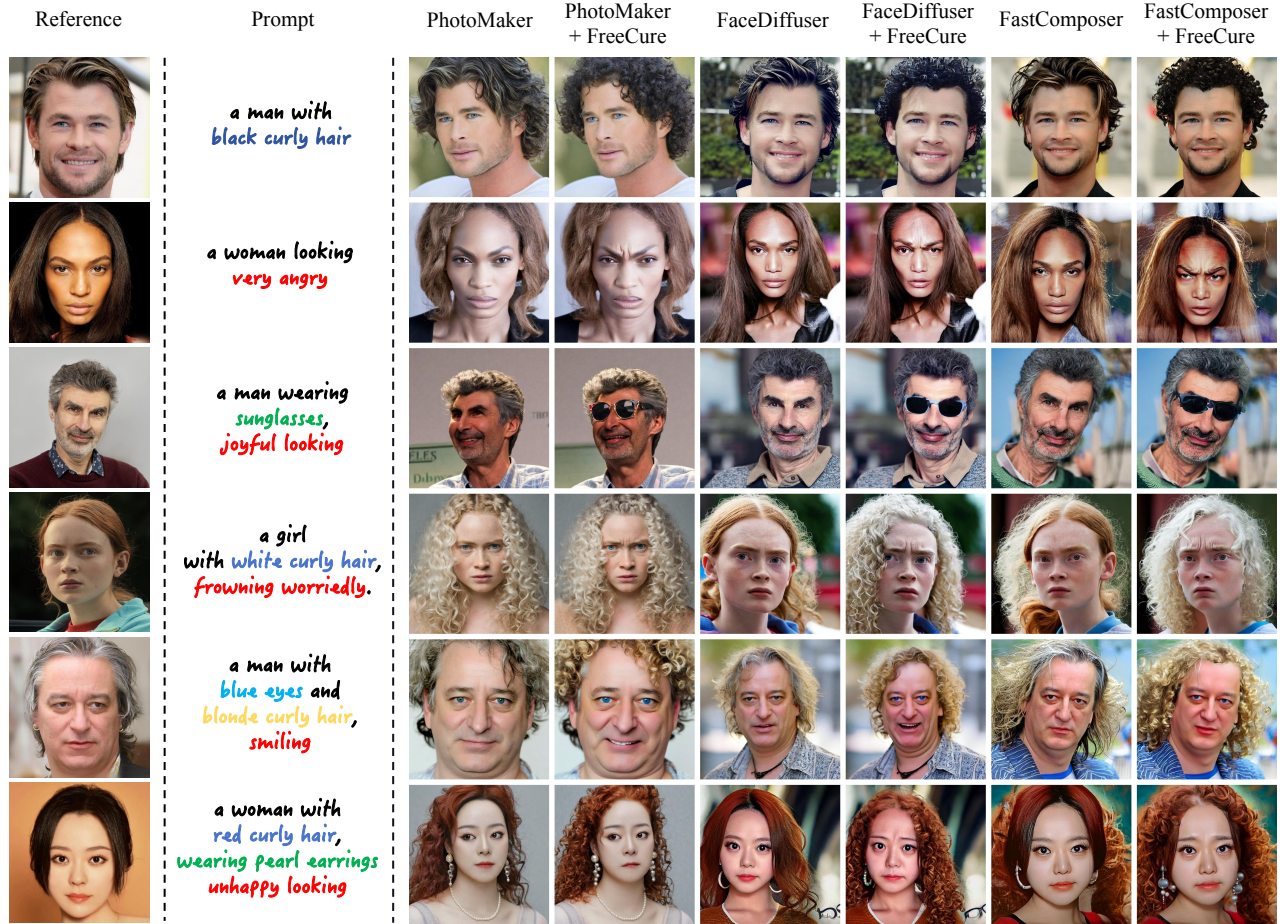 Reference
Prompt
PhotoMaker
PhotoMaker
+ FreeCure
FaceDiffuser
FaceDiffuser
+ FreeCure
FastComposer
FastComposer
+ FreeCure
a man with
black curly hair
a woman looking
very angry
a man wearing
sunglasses,
joyful looking
a girl
with white curly hair,
frowning worriedly.
a man with
blue eyes and
blonde curly hair,
smiling
a woman with
red curly hair,
wearing pearl earrings
unhappy looking